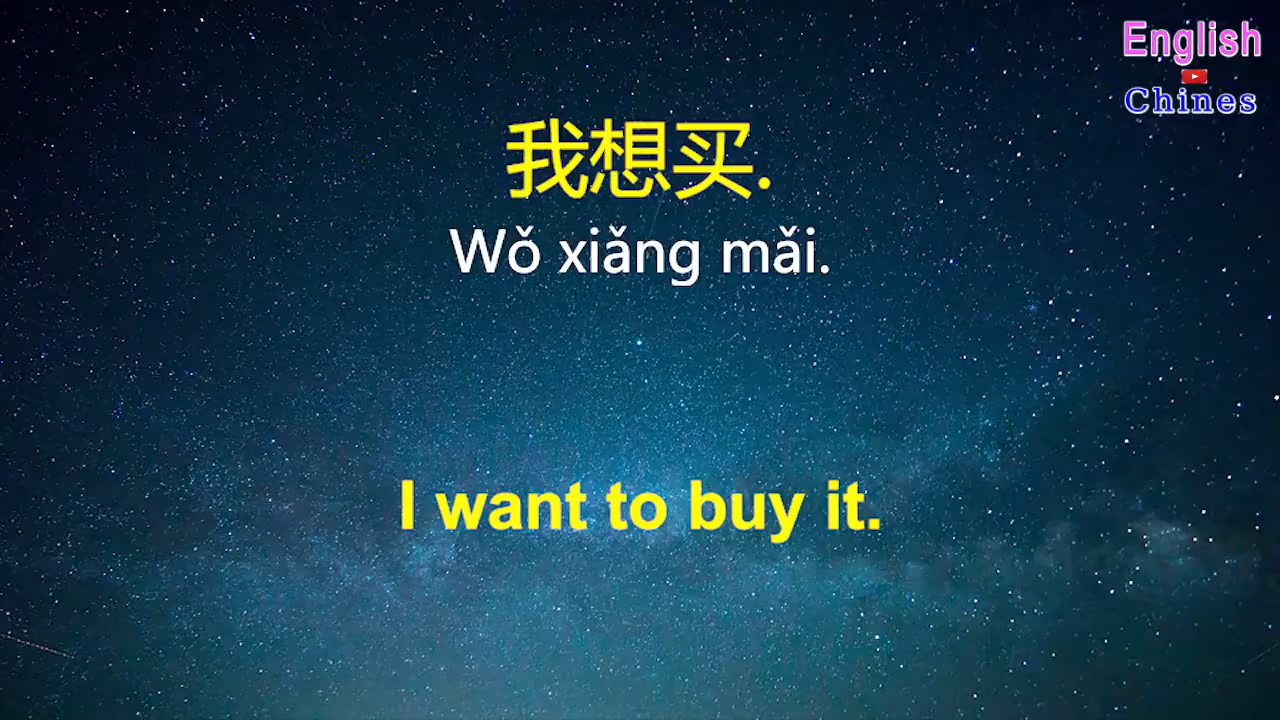 English
Chines
我想买.
Wǒ xiǎng mǎi.
I want to buy it.